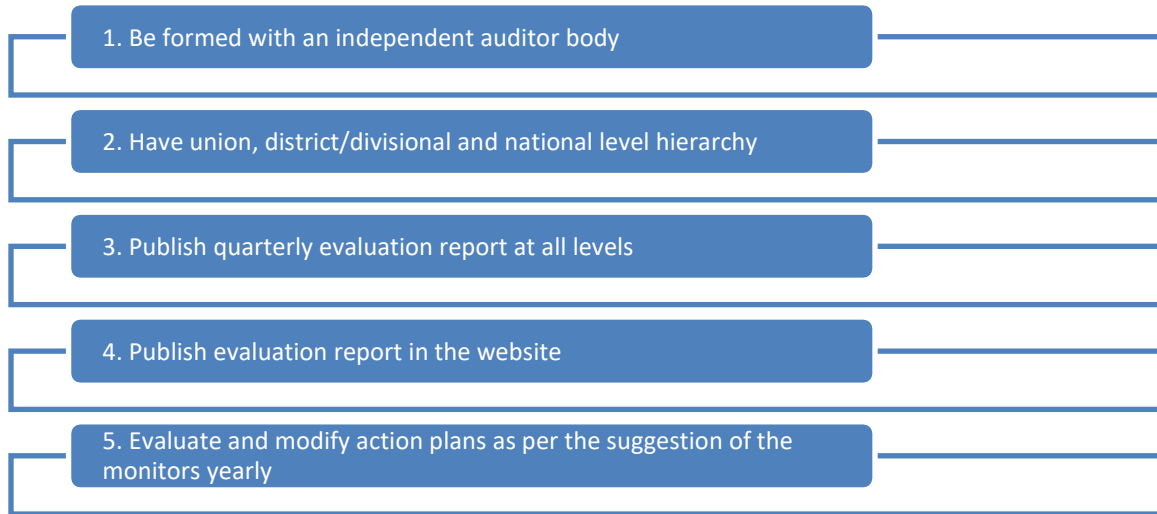 1. Be formed with an independent auditor body
2. Have union, district/divisional and national level hierarchy
3. Publish quarterly evaluation report at all levels
4. Publish evaluation report in the website
5. Evaluate and modify action plans as per the suggestion of the
monitors yearly